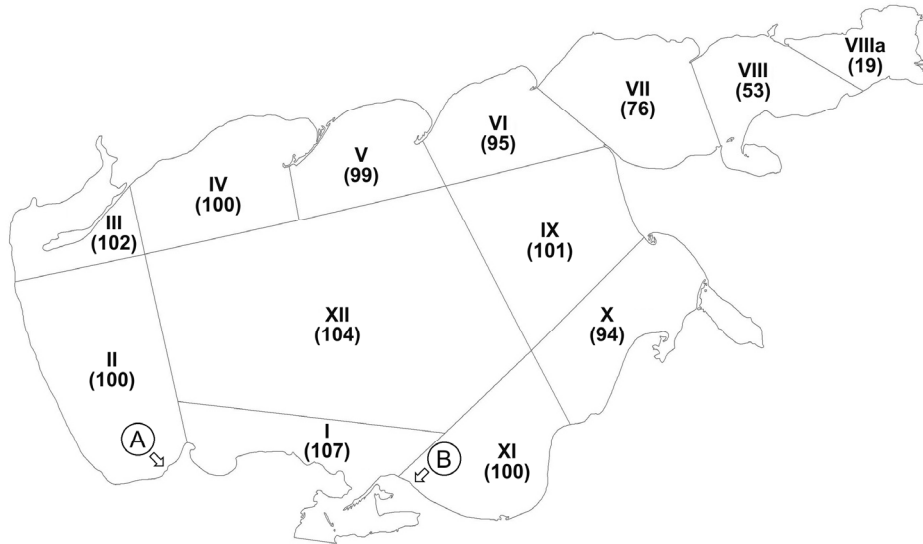 VIIIa
(19)
VIII
(53)
VII
(76)
VI
(95)
V
(99)
IV
(100)
III
(102)
IX
(101)
X
(94)
XII
(104)
II
(100)
A
I
(107)
B
XI
(100)